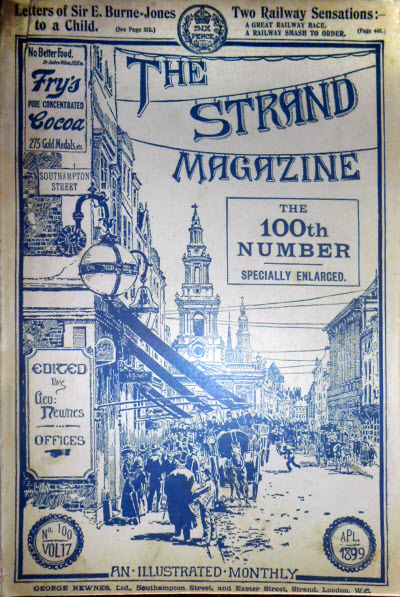 Letters of Sir E. Burne-Jones
to a Child.
(See Page 375.)
SIX
PENCE
Two Railway Sensations:-
A GREAT RAILWAY RACE.
A RAILWAY SMASH TO ORDER.
(Page 448.)
No Better Food.
Fry's
PURE CONCENTRATED
Cocoa
275 Gold Medals, etc.
THE
STRAND
MAGAZINE
SOUTHAMPTON
STREET
THE
100th
NUMBER
SPECIALLY ENLARGED.
EDITED
By
Geo:
Newnes
OFFICES
No. 100
VOL 17
APL.
1899
AN · ILLUSTRATED · MONTHLY
GEORGE NEWNES, Ltd., Southampton Street, and Exeter Street, Strand, London, W.C.